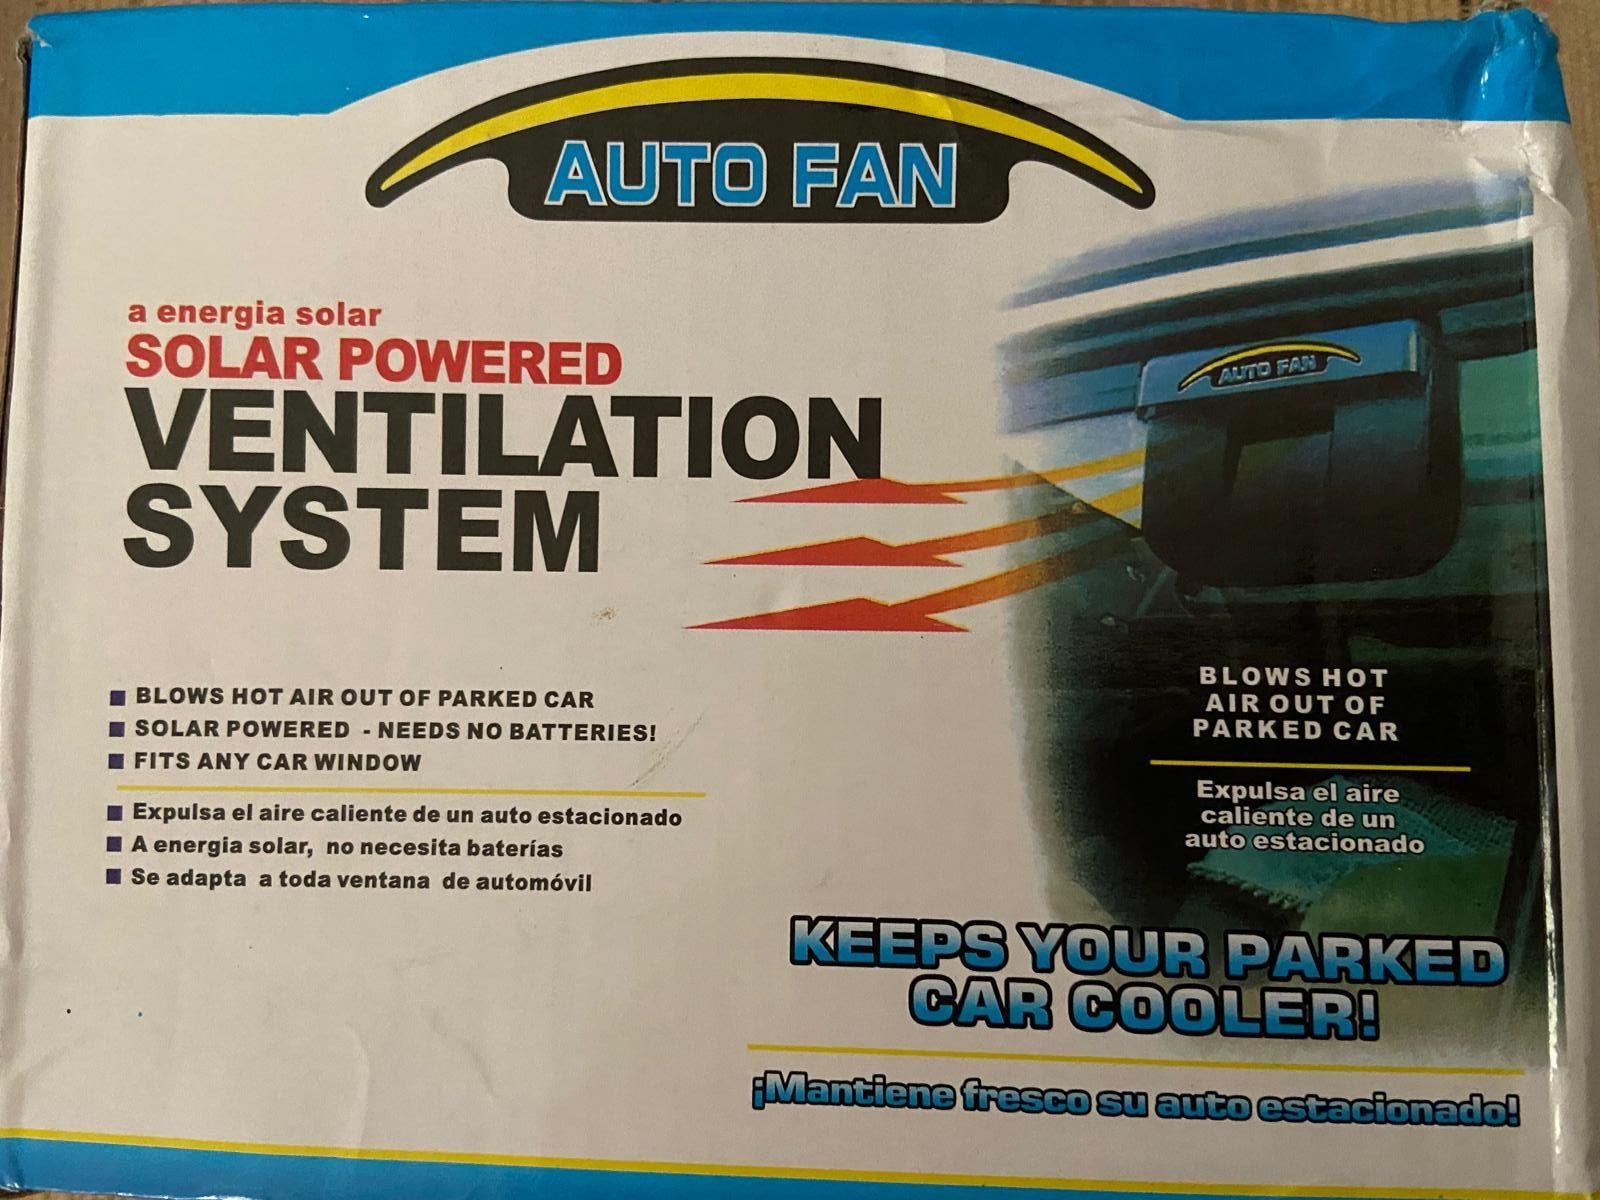 AUTO FAN
a energia solar
SOLAR POWERED
VENTILATION
SYSTEM
AUTO FAN
BLOWS HOT AIR OUT OF PARKED CAR
SOLAR POWERED - NEEDS NO BATTERIES!
FITS ANY CAR WINDOW
Expulsa el aire caliente de un auto estacionado
A energia solar, no necesita baterías
Se adapta a toda ventana de automóvil
BLOWS HOT
AIR OUT OF
PARKED CAR
Expulsa el aire
caliente de un
auto estacionado
KEEPS YOUR PARKED
CAR COOLER!
¡Mantiene fresco su auto estacionado!